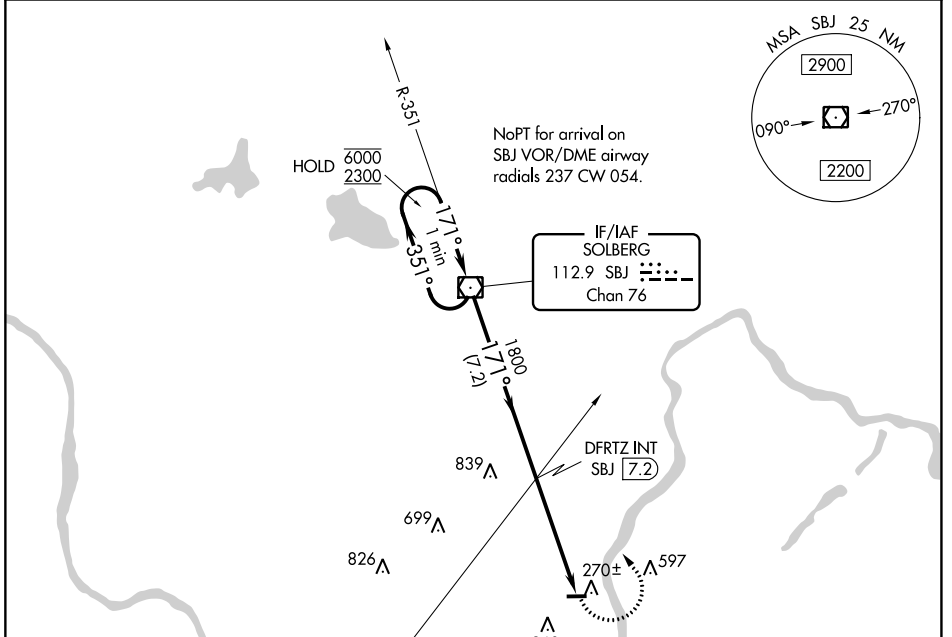 MSA SBJ 25 NM
2900
090°
270°
2200
R-351
NoPT for arrival on
SBJ VOR/DME airway
radials 237 CW 054.
HOLD
6000
2300
171°
1 min
351°
IF/IAF
SOLBERG
112.9 SBJ
Chan 76
171°
1800
(7.2)
DFRTZ INT
SBJ 7.2
839
699
826
270±
597